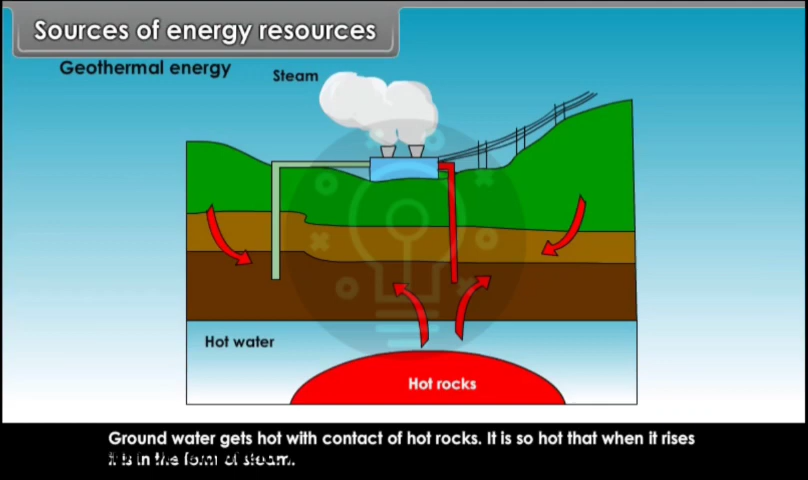 Sources of energy resources
Geothermal energy
Steam
Hot water
Hot rocks
Ground water gets hot with contact of hot rocks. It is so hot that when it rises
it is in the form of steam.